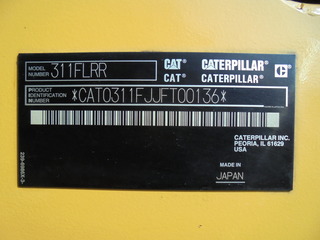 MODEL NUMBER 311FLRR
CAT CATERPILLAR
CAT® CATERPILLAR®
PRODUCT IDENTIFICATION NUMBER *CAT0311FJJFT00136*
CATERPILLAR INC.
PEORIA, IL 61629
USA
MADE IN
JAPAN